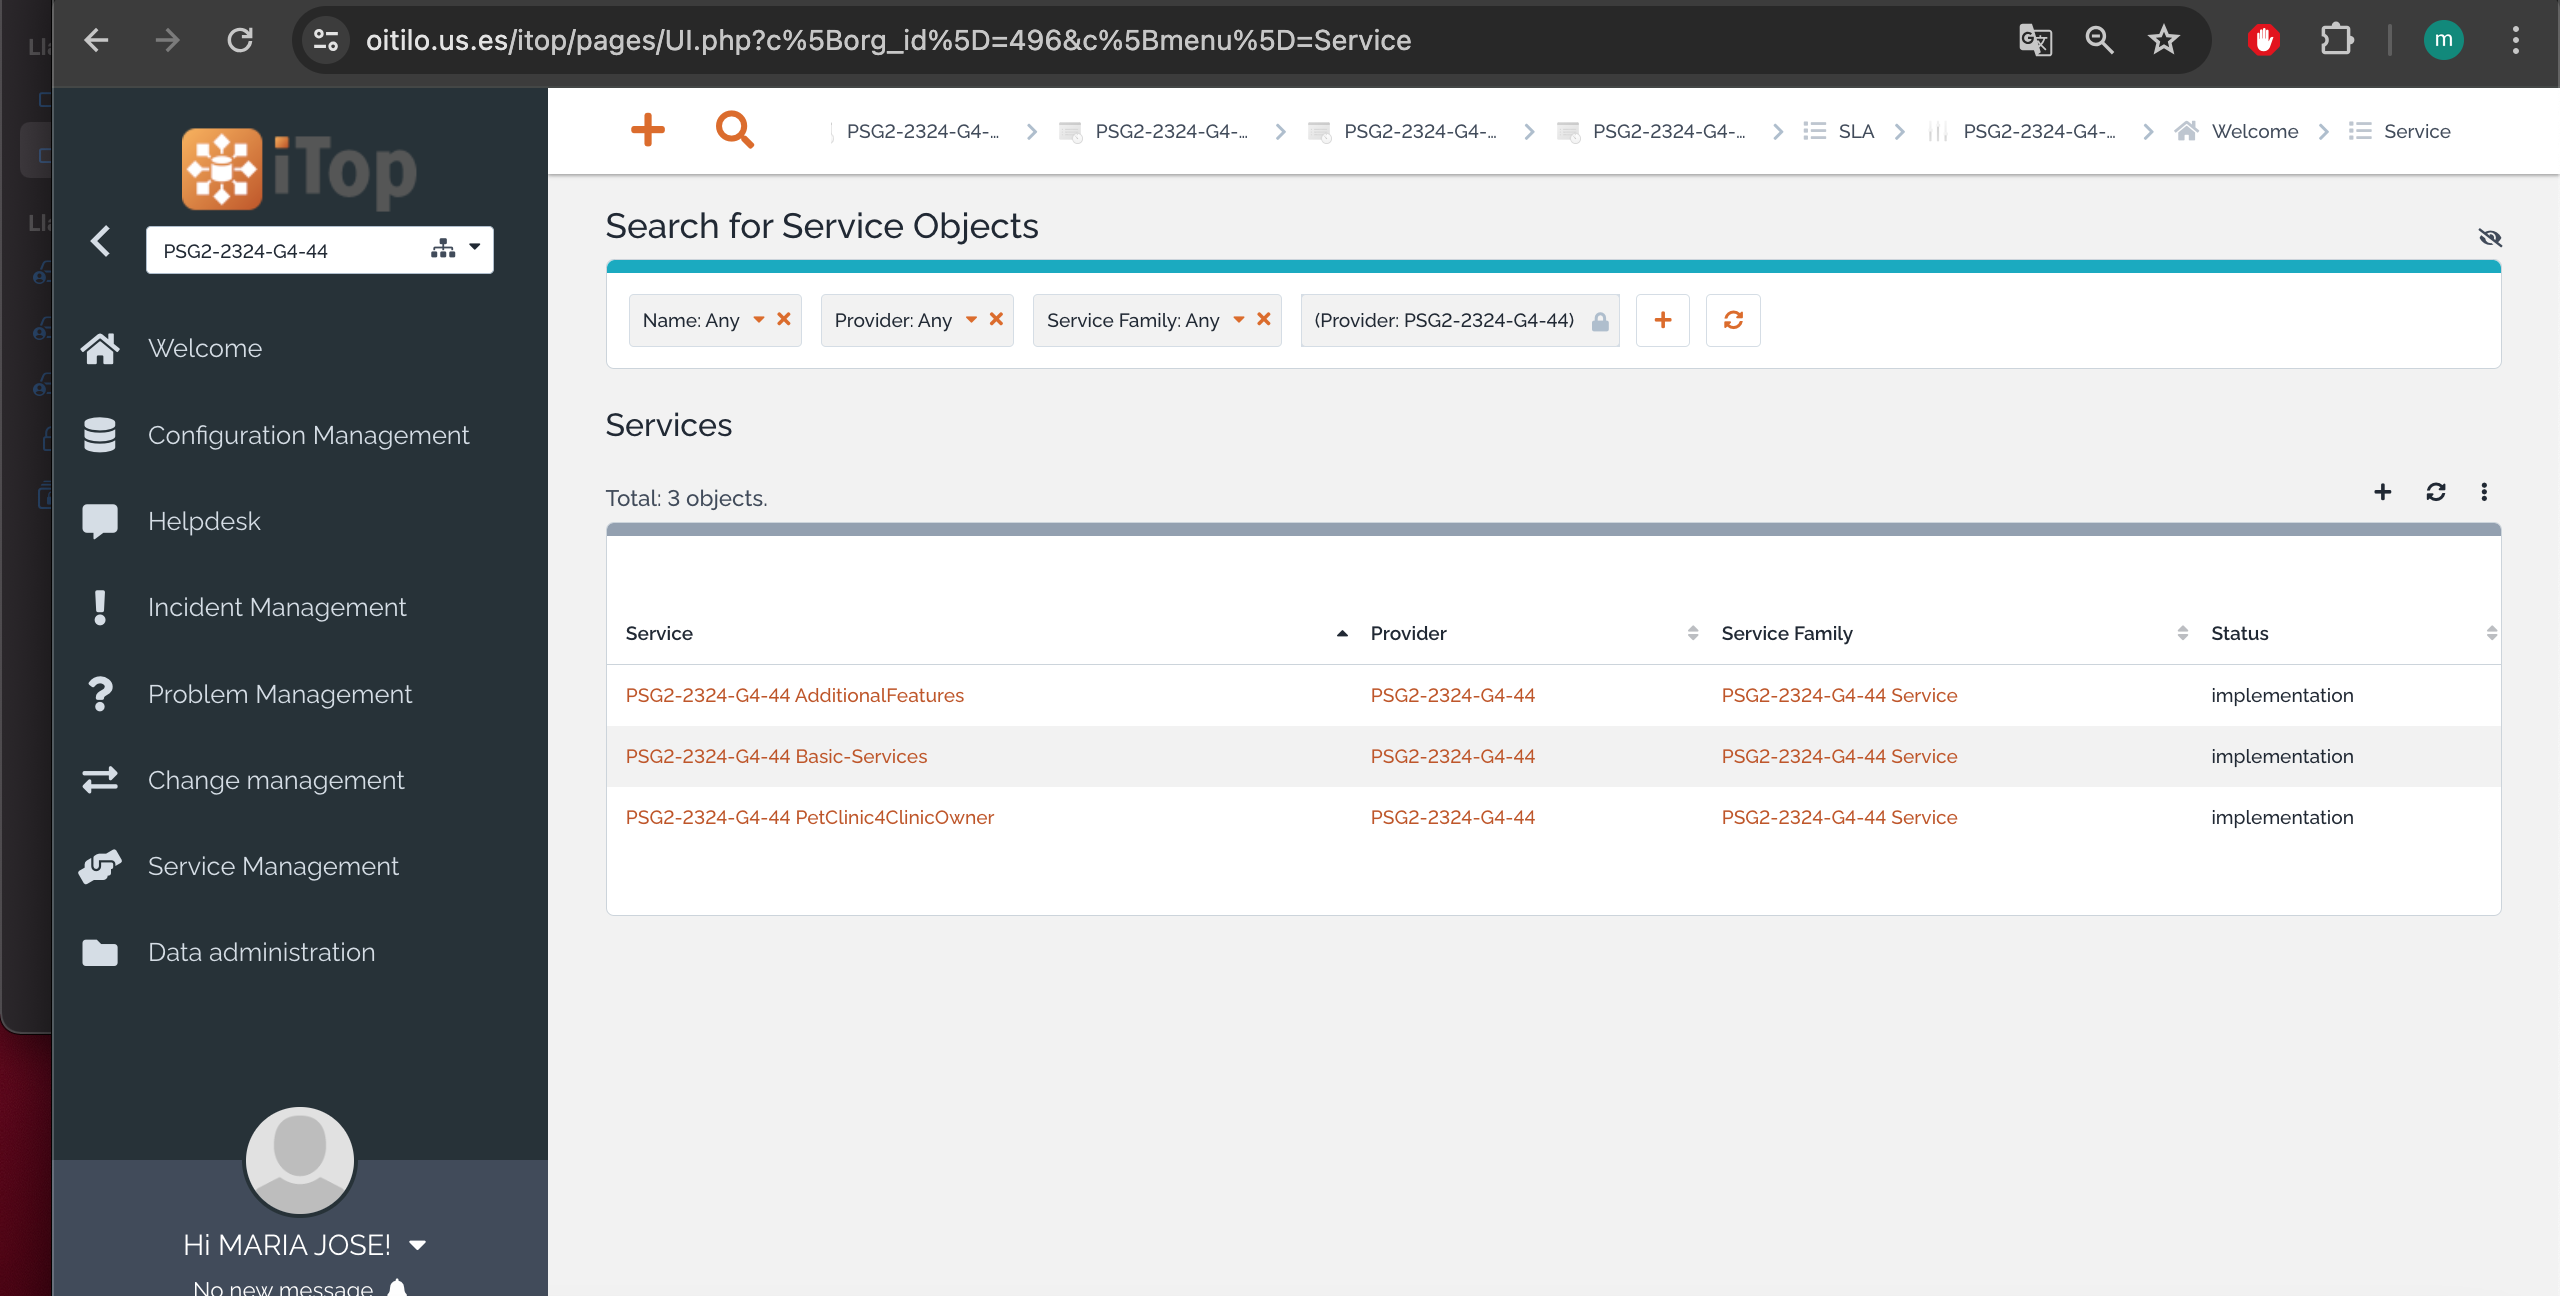 oitilo.us.es/itop/pages/UI.php?c%5Borg_id%5D=496&c%5Bmenu%5D=Service
m
iTop
PSG2-2324-G4-44
Welcome
Configuration Management
Helpdesk
Incident Management
Problem Management
Change management
Service Management
Data administration
Hi MARIA JOSE!
No new message
PSG2-2324-G4-... PSG2-2324-G4-... PSG2-2324-G4-... PSG2-2324-G4-... SLA PSG2-2324-G4-... Welcome Service
Search for Service Objects
Name: Any Provider: Any Service Family: Any (Provider: PSG2-2324-G4-44)
Services
Total: 3 objects.
Service Provider Service Family Status
PSG2-2324-G4-44 AdditionalFeatures PSG2-2324-G4-44 PSG2-2324-G4-44 Service implementation
PSG2-2324-G4-44 Basic-Services PSG2-2324-G4-44 PSG2-2324-G4-44 Service implementation
PSG2-2324-G4-44 PetClinic4ClinicOwner PSG2-2324-G4-44 PSG2-2324-G4-44 Service implementation